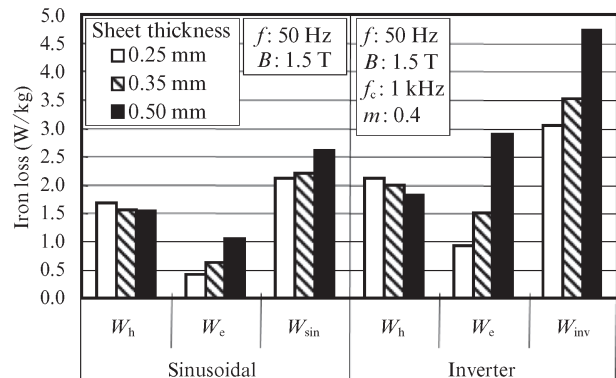 Iron loss (W/kg)
5.0
4.5
4.0
3.5
3.0
2.5
2.0
1.5
1.0
0.5
0.0
Sheet thickness
0.25 mm
0.35 mm
0.50 mm
f: 50 Hz
B: 1.5 T
f: 50 Hz
B: 1.5 T
fc: 1 kHz
m: 0.4
Wh We Wsin Wh We Winv
Sinusoidal Inverter